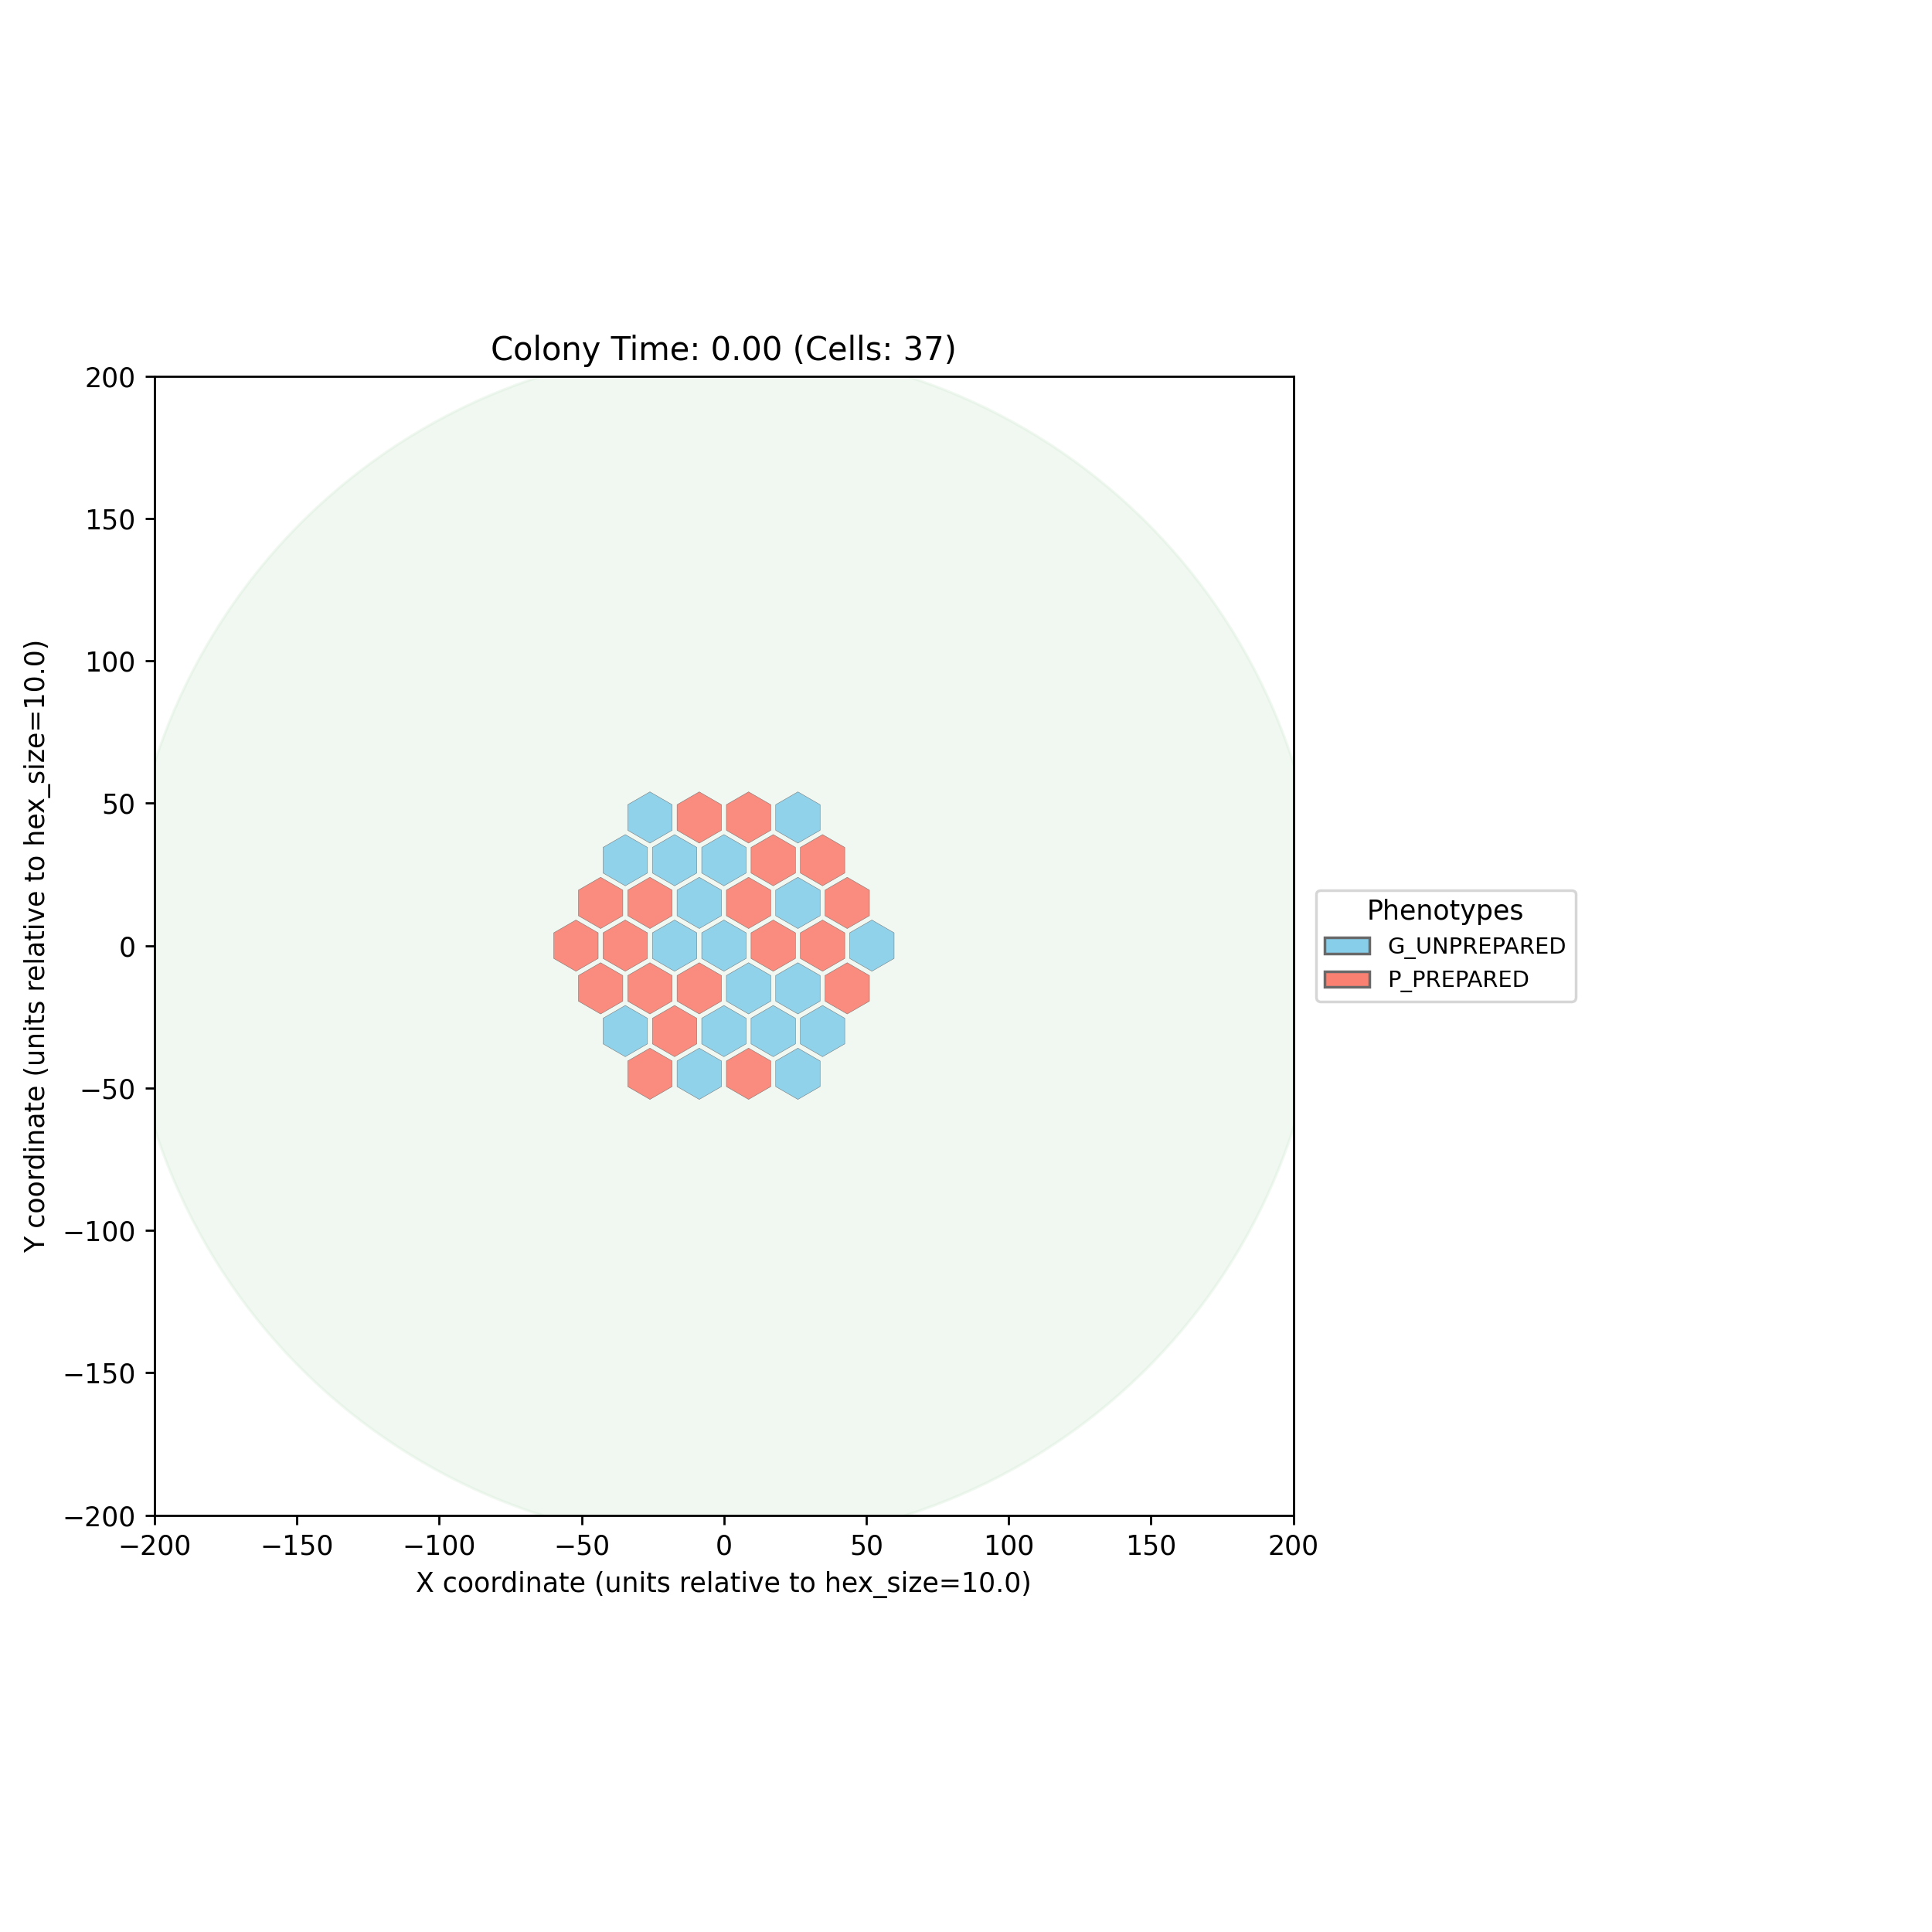 Colony Time: 0.00 (Cells: 37)
200
150
100
50
0
−50
−100
−150
−200
Y coordinate (units relative to hex_size=10.0)
−200 −150 −100 −50 0 50 100 150 200
X coordinate (units relative to hex_size=10.0)
Phenotypes
G_UNPREPARED
P_PREPARED